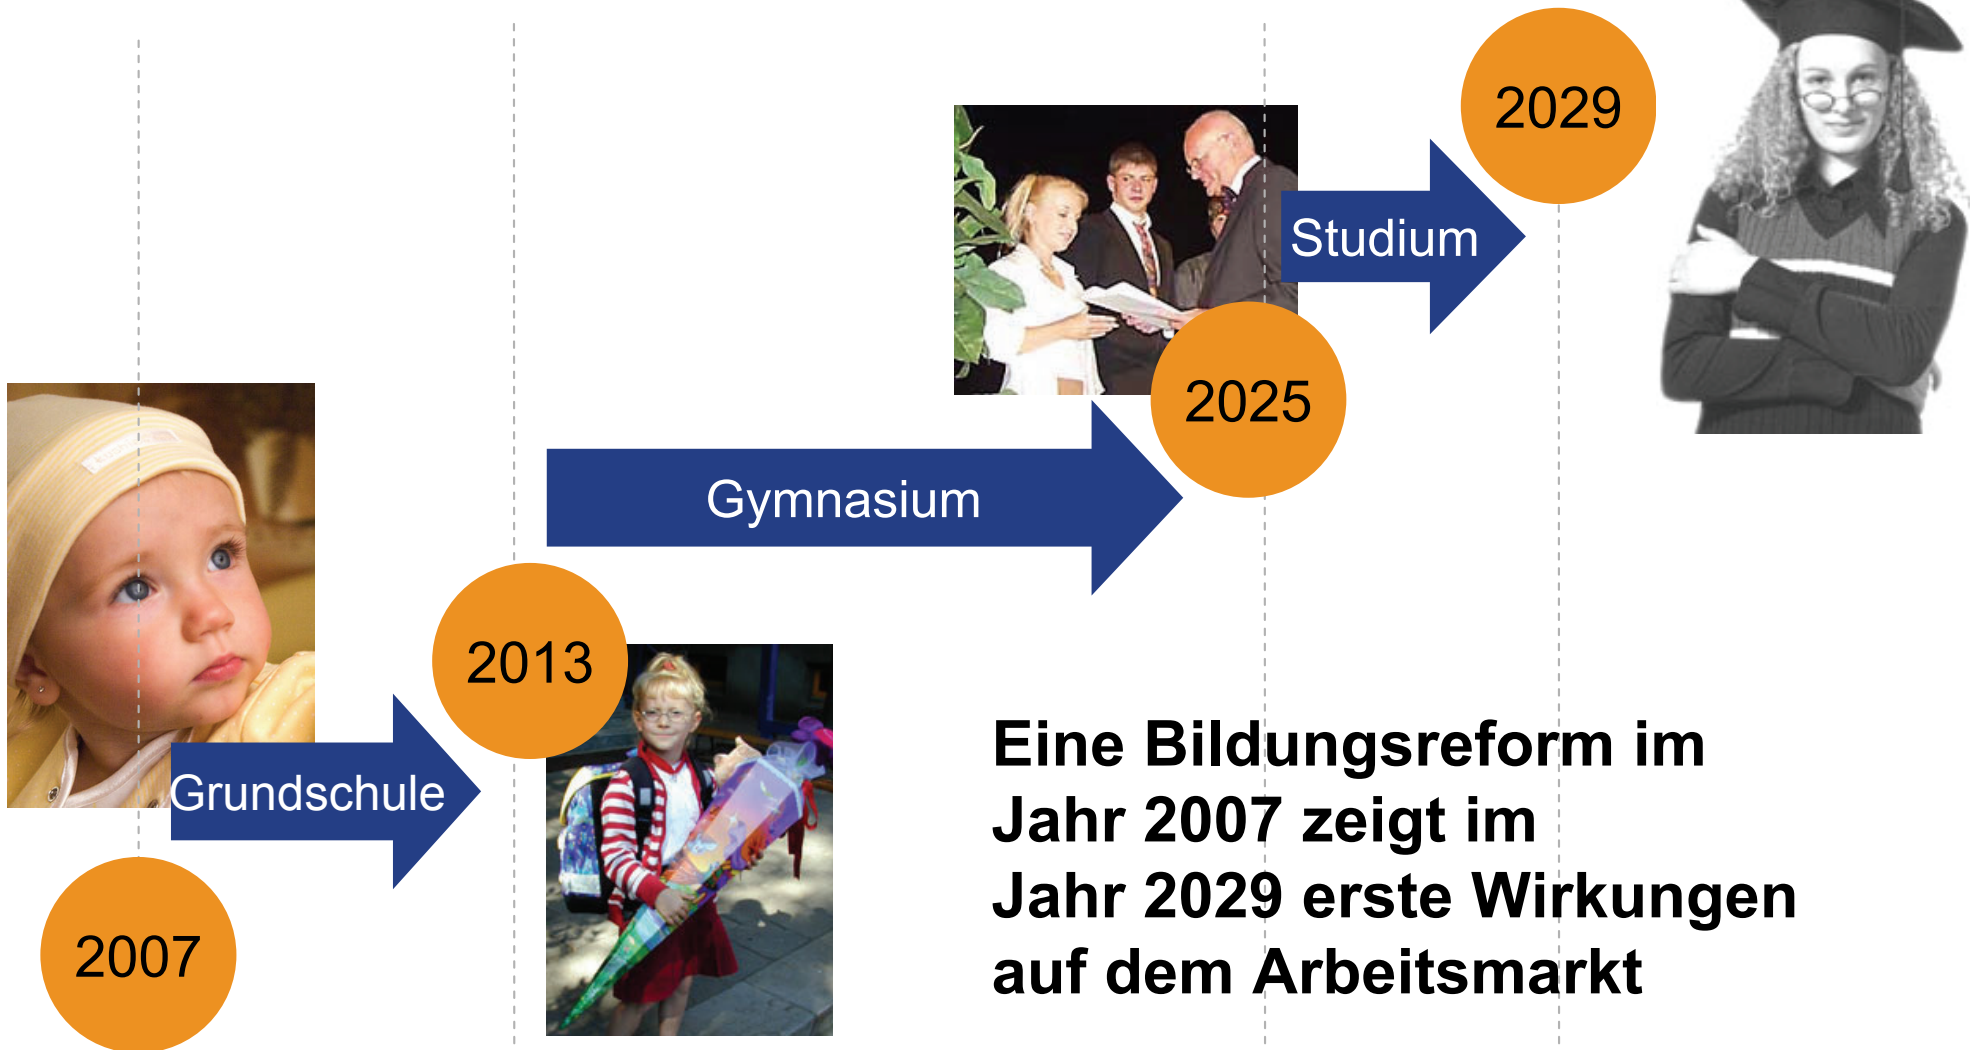 2029
Studium
2025
Gymnasium
2013
Grundschule
2007
Eine Bildungsreform im
Jahr 2007 zeigt im
Jahr 2029 erste Wirkungen
auf dem Arbeitsmarkt